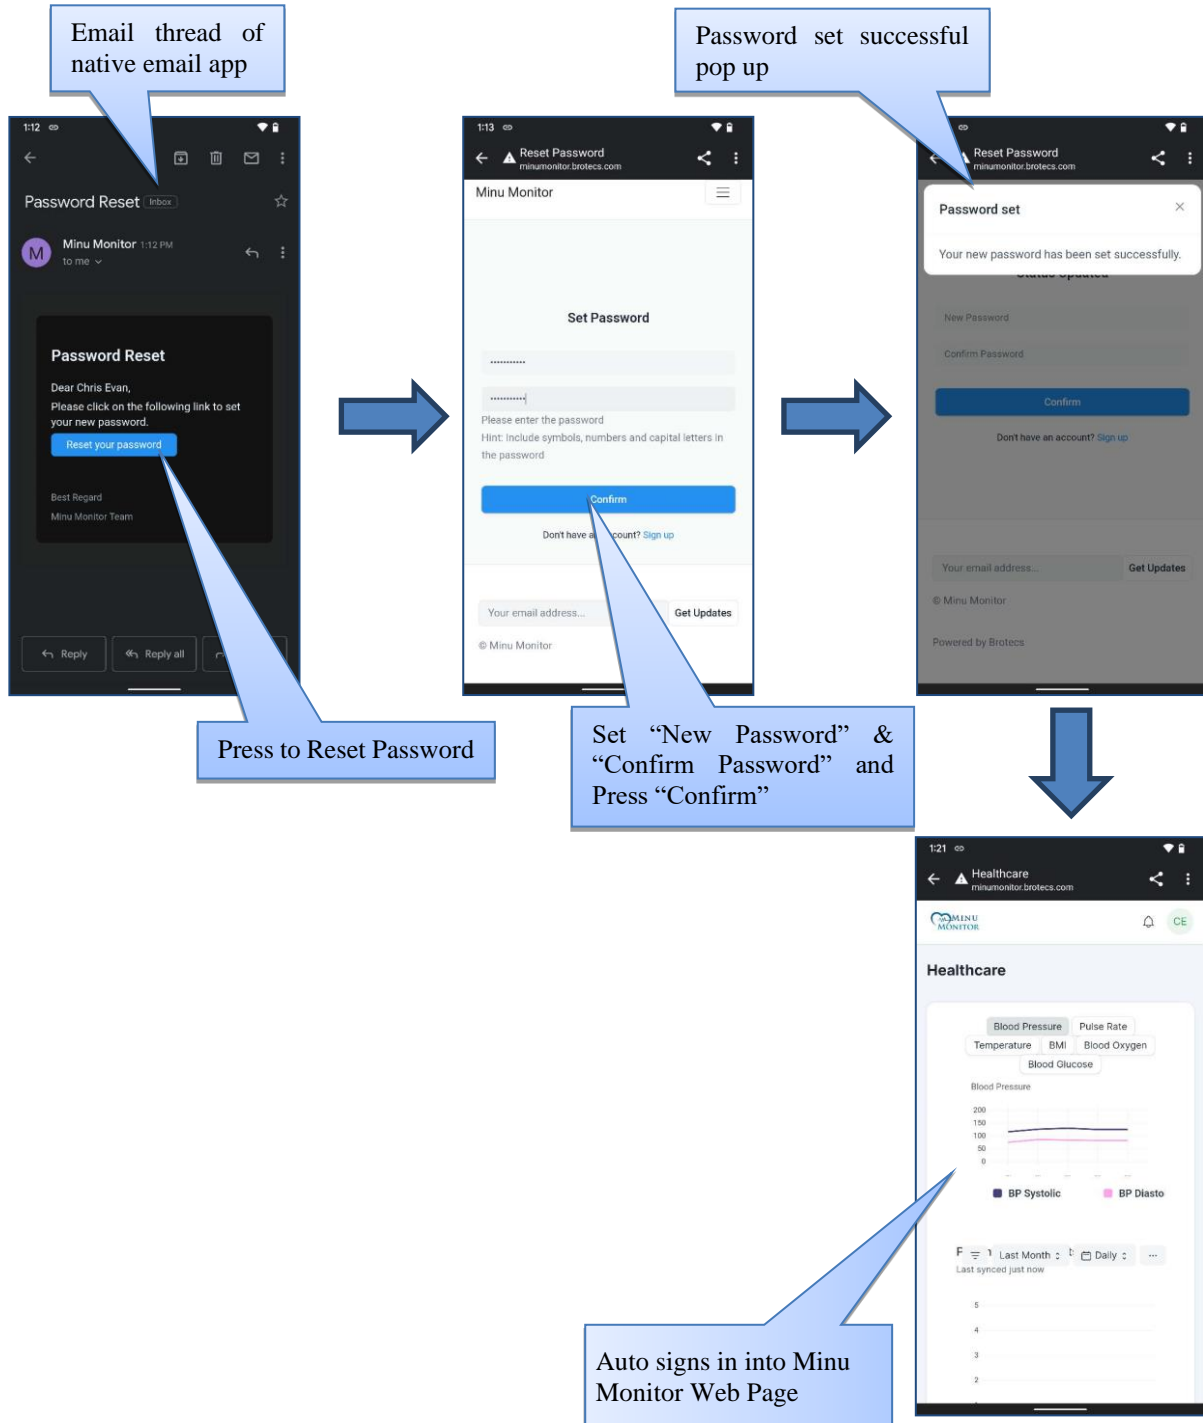 Email thread of
native email app
Password set successful
pop up
1:12
Password Reset Inbox
Minu Monitor 1:12 PM
to me
M
Password Reset
Dear Chris Evan,
Please click on the following link to set
your new password.
Reset your password
Best Regard
Minu Monitor Team
Reply
Reply all
Press to Reset Password
1:13
Reset Password
minumonitor.brotecs.com
Minu Monitor
Set Password
Please enter the password
Hint: Include symbols, numbers and capital letters in
the password
Confirm
Don't have an account? Sign up
Your email address...
Get Updates
© Minu Monitor
Set “New Password” &
“Confirm Password” and
Press “Confirm”
Reset Password
minumonitor.brotecs.com
Password set
Your new password has been set successfully.
Status Updated
New Password
Confirm Password
Confirm
Don't have an account? Sign up
Your email address...
Get Updates
© Minu Monitor
Powered by Brotecs
1:21
Healthcare
minumonitor.brotecs.com
MINU
MONITOR
CE
Healthcare
Blood Pressure Pulse Rate
Temperature BMI Blood Oxygen
Blood Glucose
Blood Pressure
200
150
100
50
0
BP Systolic BP Diasto
Last Month Daily ...
Last synced just now
5
4
3
2
Auto signs in into Minu
Monitor Web Page